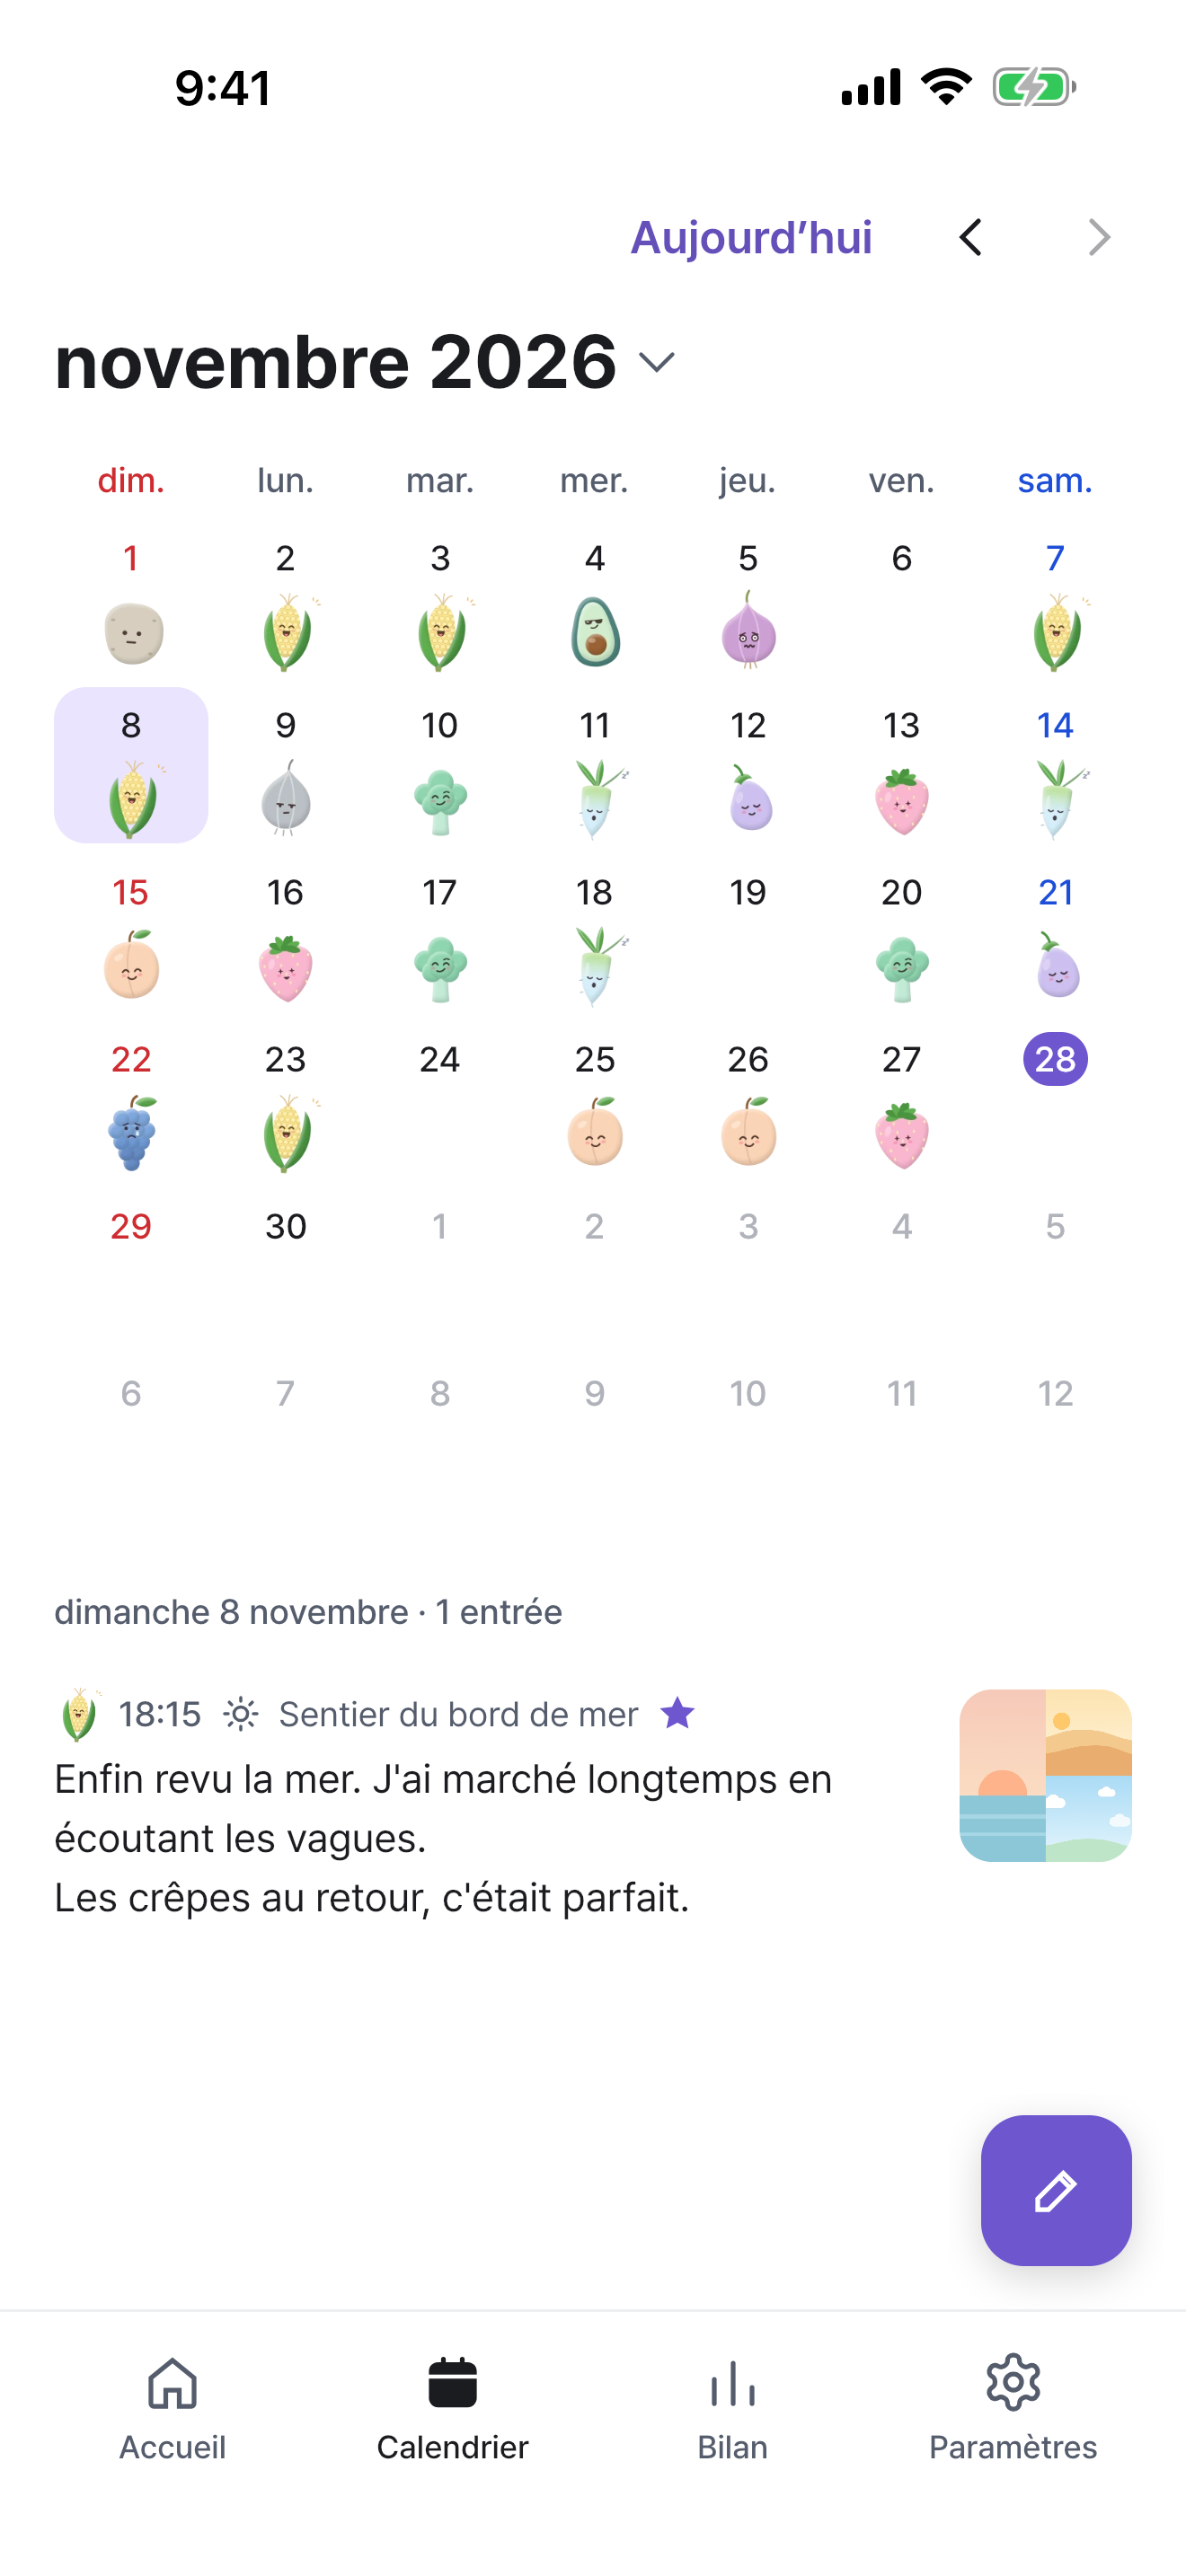 9:41
Aujourd’hui
novembre 2026
dim. lun. mar. mer. jeu. ven. sam.
1 2 3 4 5 6 7
8 9 10 11 12 13 14
15 16 17 18 19 20 21
22 23 24 25 26 27 28
29 30 1 2 3 4 5
6 7 8 9 10 11 12
dimanche 8 novembre · 1 entrée
18:15 Sentier du bord de mer
Enfin revu la mer. J'ai marché longtemps en
écoutant les vagues.
Les crêpes au retour, c'était parfait.
Accueil Calendrier Bilan Paramètres